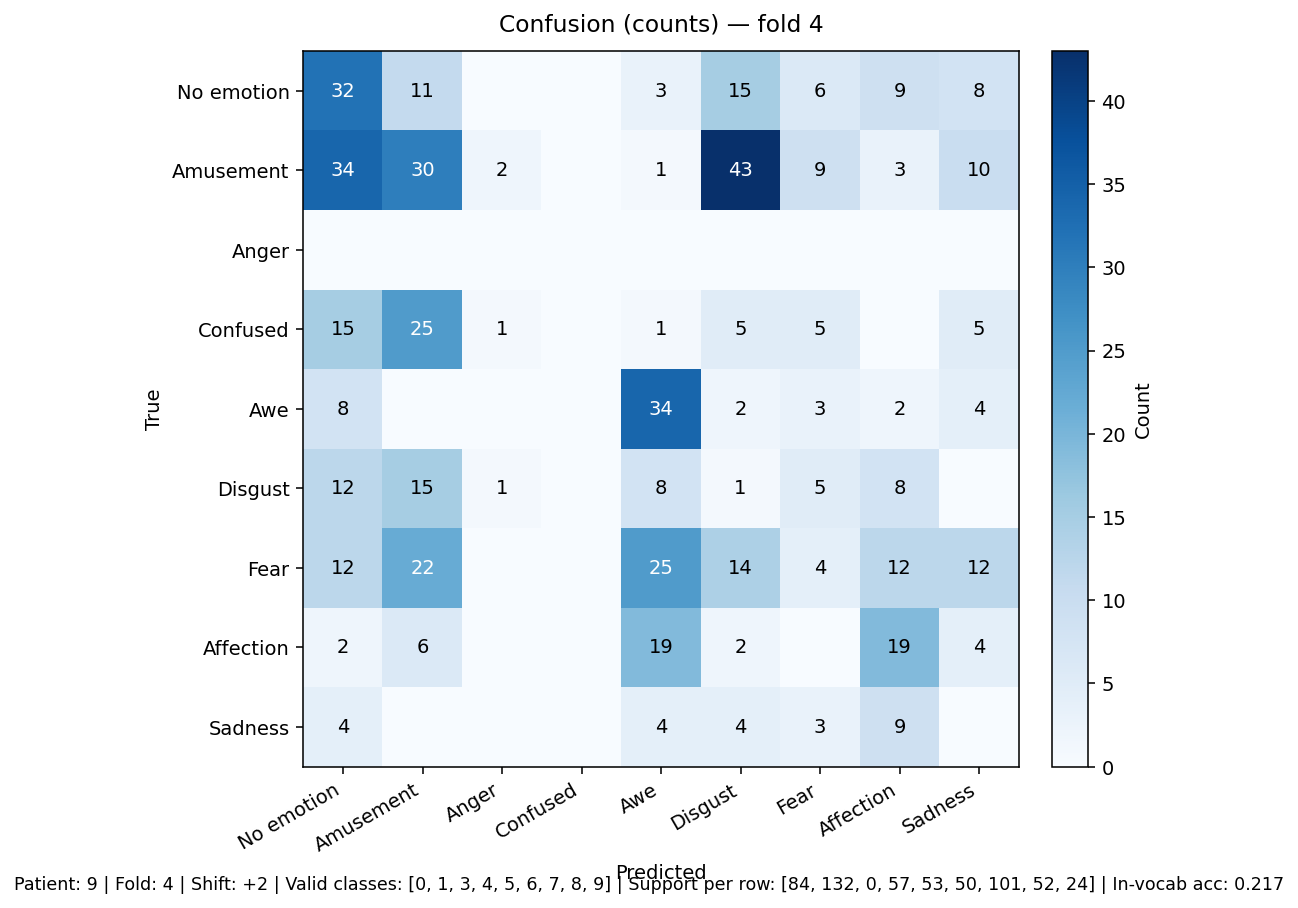 Confusion (counts) — fold 4
No emotion 32 11 3 15 6 9 8
Amusement 34 30 2 1 43 9 3 10
Anger
Confused 15 25 1 1 5 5 5
Awe 8 34 2 3 2 4
Disgust 12 15 1 8 1 5 8
Fear 12 22 25 14 4 12 12
Affection 2 6 19 2 19 4
Sadness 4 4 4 3 9
True
No emotion Amusement Anger Confused Awe Disgust Fear Affection Sadness
Predicted
40
35
30
25
20
15
10
5
0
Count
Patient: 9 | Fold: 4 | Shift: +2 | Valid classes: [0, 1, 3, 4, 5, 6, 7, 8, 9] | Support per row: [84, 132, 0, 57, 53, 50, 101, 52, 24] | In-vocab acc: 0.217